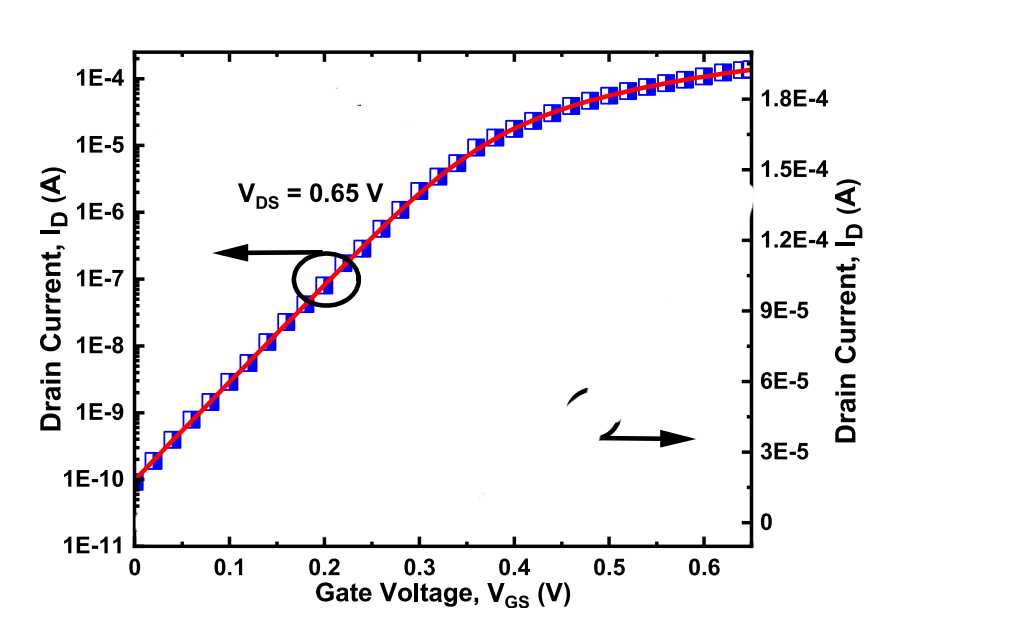 1E-4
1E-5
1E-6
1E-7
1E-8
1E-9
1E-10
1E-11
Drain Current, I_D (A)
V_DS = 0.65 V
1.8E-4
1.5E-4
1.2E-4
9E-5
6E-5
3E-5
0
Drain Current, I_D (A)
0 0.1 0.2 0.3 0.4 0.5 0.6
Gate Voltage, V_GS (V)